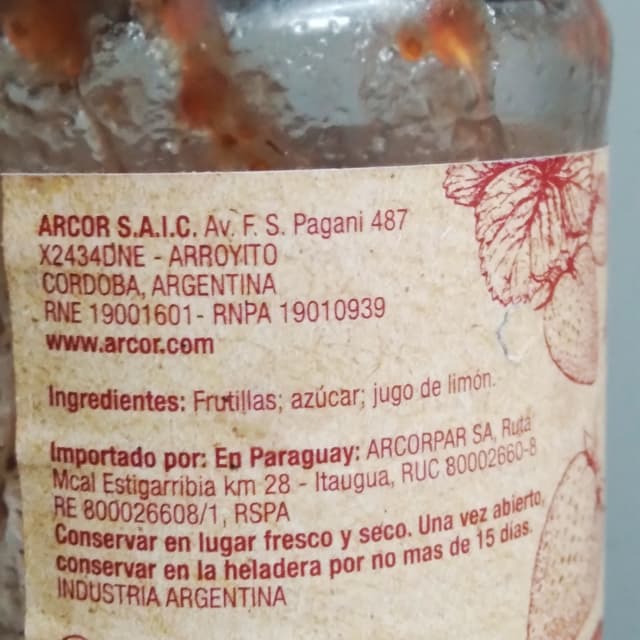 ARCOR S.A.I.C. Av. F. S. Pagani 487
X2434DNE - ARROYITO
CORDOBA, ARGENTINA
RNE 19001601 - RNPA 19010939
www.arcor.com
Ingredientes: Frutillas; azúcar; jugo de limón.
Importado por: En Paraguay: ARCORPAR SA, Ruta
Mcal Estigarribia km 28 - Itaugua, RUC 80002660-8
RE 800026608/1, RSPA
Conservar en lugar fresco y seco. Una vez abierto,
conservar en la heladera por no mas de 15 días.
INDUSTRIA ARGENTINA